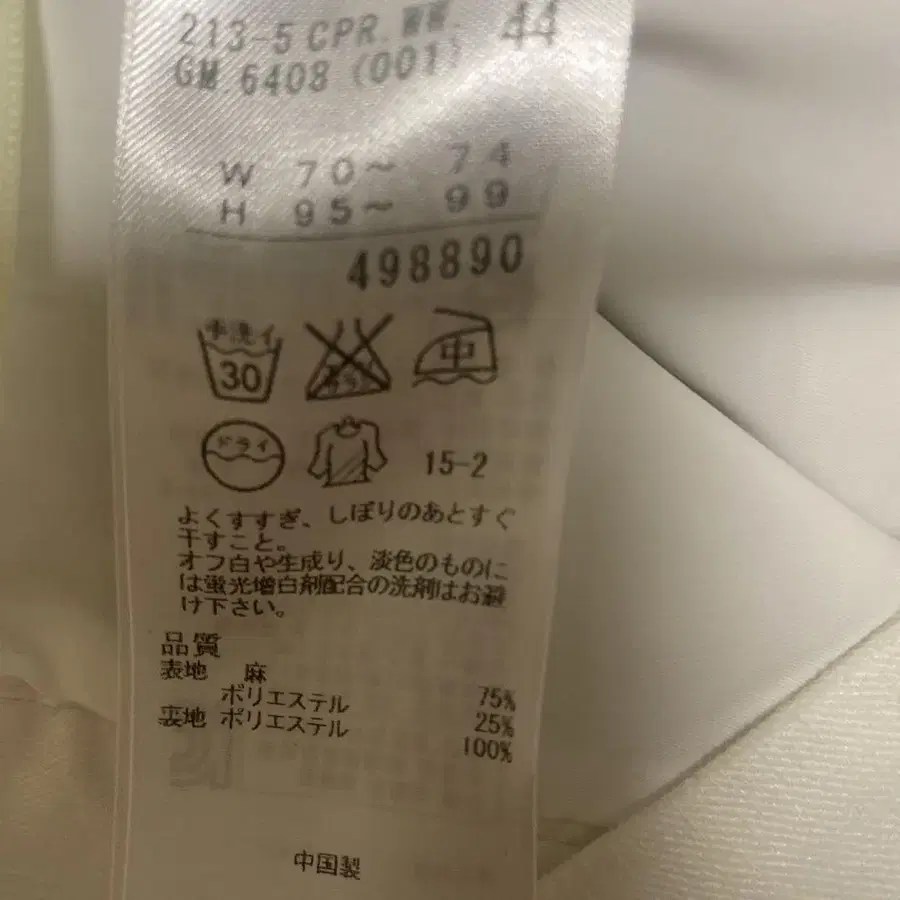 213-5 CPR. WW. 44
GM. 6408 (001)
W 70〜 74
H 95〜 99
498890
手洗イ
30
中
ドライ
15-2
よくすすぎ、しぼりのあとすぐ
干すこと。
オフ白や生成り、淡色のものに
は蛍光増白剤配合の洗剤はお避
け下さい。
品質
表地 麻 75%
ポリエステル 25%
裏地 ポリエステル 100%
中国製